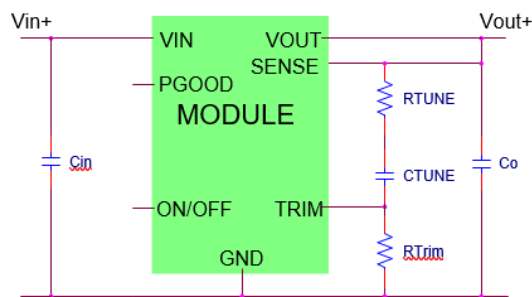 Vin+
Vout+
VIN
VOUT
SENSE
PGOOD
RTUNE
MODULE
Cin
CTUNE
Co
ON/OFF
TRIM
RTrim
GND